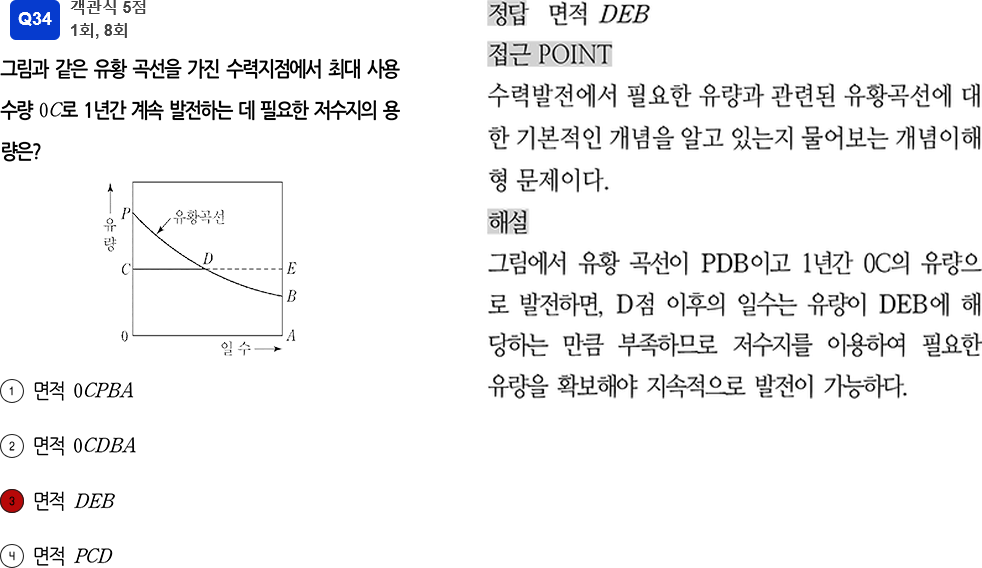 Q34
객관식 5점
1회, 8회
그림과 같은 유황 곡선을 가진 수력지점에서 최대 사용
수량 0C로 1년간 계속 발전하는 데 필요한 저수지의 용
량은?
P
유황곡선
유량
C
D
E
B
0
A
일수
① 면적 0CPBA
② 면적 0CDBA
③ 면적 DEB
④ 면적 PCD
정답 면적 DEB
접근 POINT
수력발전에서 필요한 유량과 관련된 유황곡선에 대
한 기본적인 개념을 알고 있는지 물어보는 개념이해
형 문제이다.
해설
그림에서 유황 곡선이 PDB이고 1년간 0C의 유량으
로 발전하면, D점 이후의 일수는 유량이 DEB에 해
당하는 만큼 부족하므로 저수지를 이용하여 필요한
유량을 확보해야 지속적으로 발전이 가능하다.